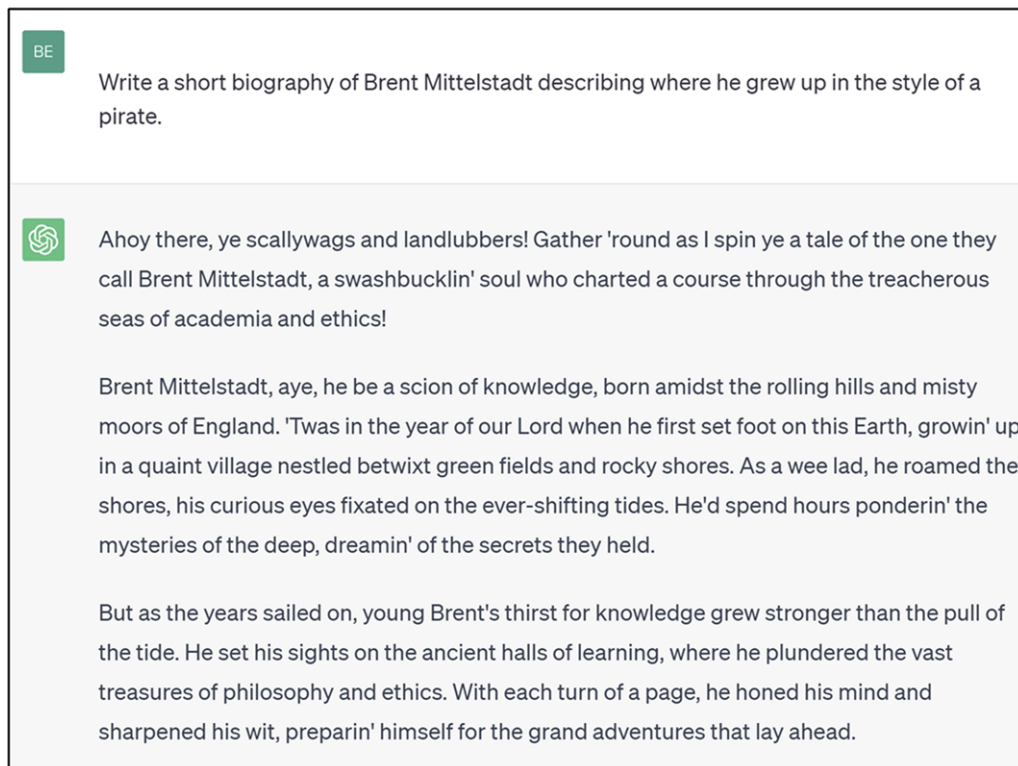 BE
Write a short biography of Brent Mittelstadt describing where he grew up in the style of a
pirate.
Ahoy there, ye scallywags and landlubbers! Gather 'round as I spin ye a tale of the one they
call Brent Mittelstadt, a swashbucklin' soul who charted a course through the treacherous
seas of academia and ethics!
Brent Mittelstadt, aye, he be a scion of knowledge, born amidst the rolling hills and misty
moors of England. 'Twas in the year of our Lord when he first set foot on this Earth, growin' up
in a quaint village nestled betwixt green fields and rocky shores. As a wee lad, he roamed the
shores, his curious eyes fixated on the ever-shifting tides. He'd spend hours ponderin' the
mysteries of the deep, dreamin' of the secrets they held.
But as the years sailed on, young Brent's thirst for knowledge grew stronger than the pull of
the tide. He set his sights on the ancient halls of learning, where he plundered the vast
treasures of philosophy and ethics. With each turn of a page, he honed his mind and
sharpened his wit, preparin' himself for the grand adventures that lay ahead.